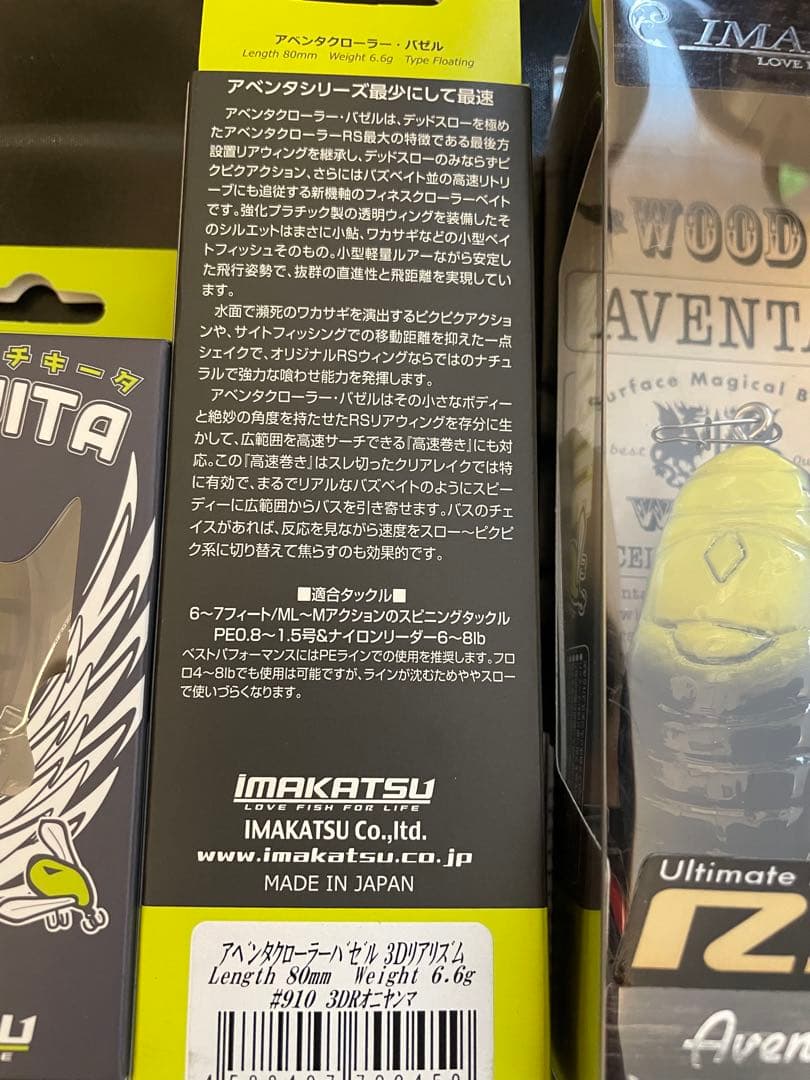 アベンタクローラー・バゼル
Length 80mm Weight 6.6g Type Floating
アベンタシリーズ最少にして最速
アベンタクローラー・バゼルは、デッドスローを極め
たアベンタクローラーRS最大の特徴である最後方
設置リアウィングを継承し、デッドスローのみならずピ
クピクアクション、さらにはバズベイト並の高速リトリ
ーブにも追従する新機軸のフィネスクローラーベイト
です。強化プラチック製の透明ウィングを装備したそ
のシルエットはまさに小鮎、ワカサギなどの小型ベイ
トフィッシュそのもの。小型軽量ルアーながら安定し
た飛行姿勢で、抜群の直進性と飛距離を実現してい
ます。
水面で瀕死のワカサギを演出するピクピクアクショ
ンや、サイトフィッシングでの移動距離を抑えた一点
シェイクで、オリジナルRSウィングならではのナチュ
ラルで強力な喰わせ能力を発揮します。
アベンタクローラー・バゼルはその小さなボディー
と絶妙の角度を持たせたRSリアウィングを存分に生
かして、広範囲を高速サーチできる『高速巻き』にも対
応。この『高速巻き』はスレ切ったクリアレイクでは特
に有効で、まるでリアルなバズベイトのようにスピー
ディーに広範囲からバスを引き寄せます。バスのチェ
イスがあれば、反応を見ながら速度をスロー〜ピクピ
ク系に切り替えて焦らすのも効果的です。
■適合タックル■
6〜7フィート/ML〜Mアクションのスピニングタックル
PE0.8〜1.5号&ナイロンリーダー6〜8lb
ベストパフォーマンスにはPEラインでの使用を推奨します。フロ
ロ4〜8lbでも使用は可能ですが、ラインが沈むためややスロー
で使いづらくなります。
IMAKATSU
LOVE FISH FOR LIFE
IMAKATSU Co.,ltd.
www.imakatsu.co.jp
MADE IN JAPAN
アベンタクローラーバゼル 3Dリアリズム
Length 80mm Weight 6.6g
#910 3DRオニヤンマ
チキータ
UITA
IMA
LOVE
WOOD
AVENTA
Surface Magical B
best
Ultimate
Aven